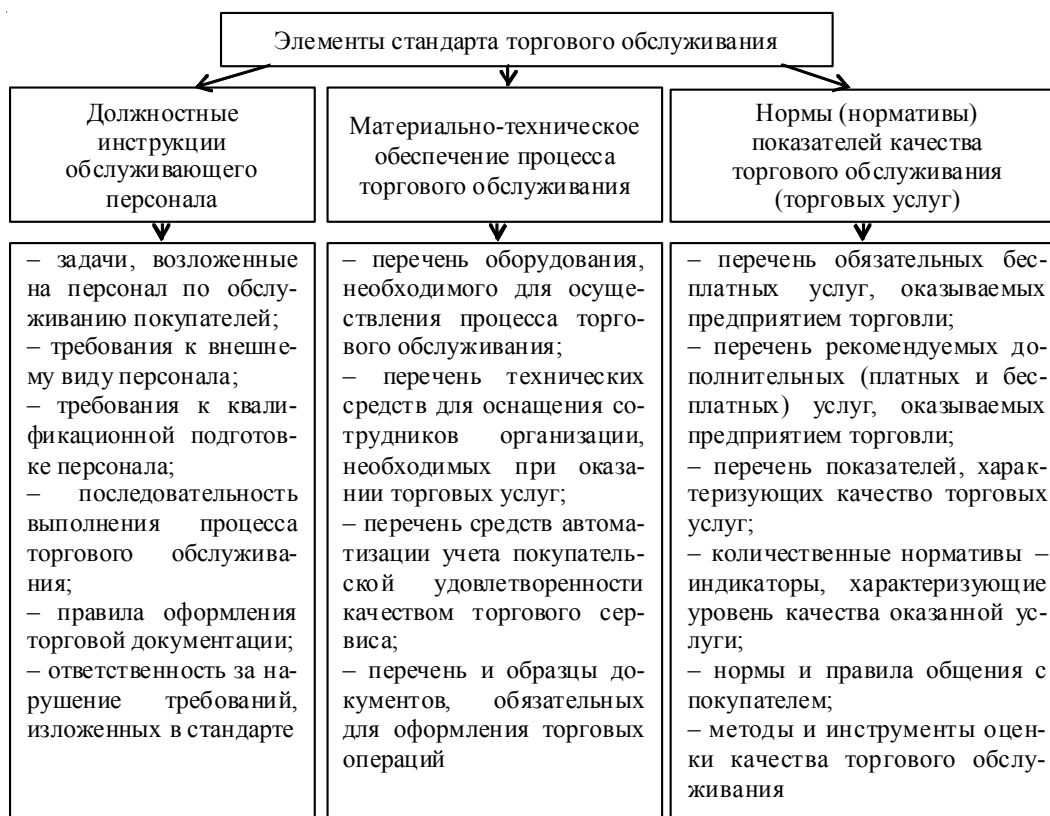 Элементы стандарта торгового обслуживания
Должностные
инструкции
обслуживающего
персонала
Материально-техническое
обеспечение процесса
торгового обслуживания
Нормы (нормативы)
показателей качества
торгового обслуживания
(торговых услуг)
– задачи, возложенные
на персонал по обслу-
живанию покупателей;
– требования к внешне-
му виду персонала;
– требования к квали-
фикационной подготов-
ке персонала;
– последовательность
выполнения процесса
торгового обслужива-
ния;
– правила оформления
торговой документации;
– ответственность за на-
рушение требований,
изложенных в стандарте
– перечень оборудования,
необходимого для осуще-
ствления процесса торго-
вого обслуживания;
– перечень технических
средств для оснащения со-
трудников организации,
необходимых при оказа-
нии торговых услуг;
– перечень средств автома-
тизации учета покупатель-
ской удовлетворенности
качеством торгового сер-
виса;
– перечень и образцы до-
кументов, обязательных
для оформления торговых
операций
– перечень обязательных бес-
платных услуг, оказываемых
предприятием торговли;
– перечень рекомендуемых до-
полнительных (платных и бес-
платных) услуг, оказываемых
предприятием торговли;
– перечень показателей, харак-
теризующих качество торговых
услуг;
– количественные нормативы –
индикаторы, характеризующие
уровень качества оказанной ус-
луги;
– нормы и правила общения с
покупателем;
– методы и инструменты оцен-
ки качества торгового обслу-
живания